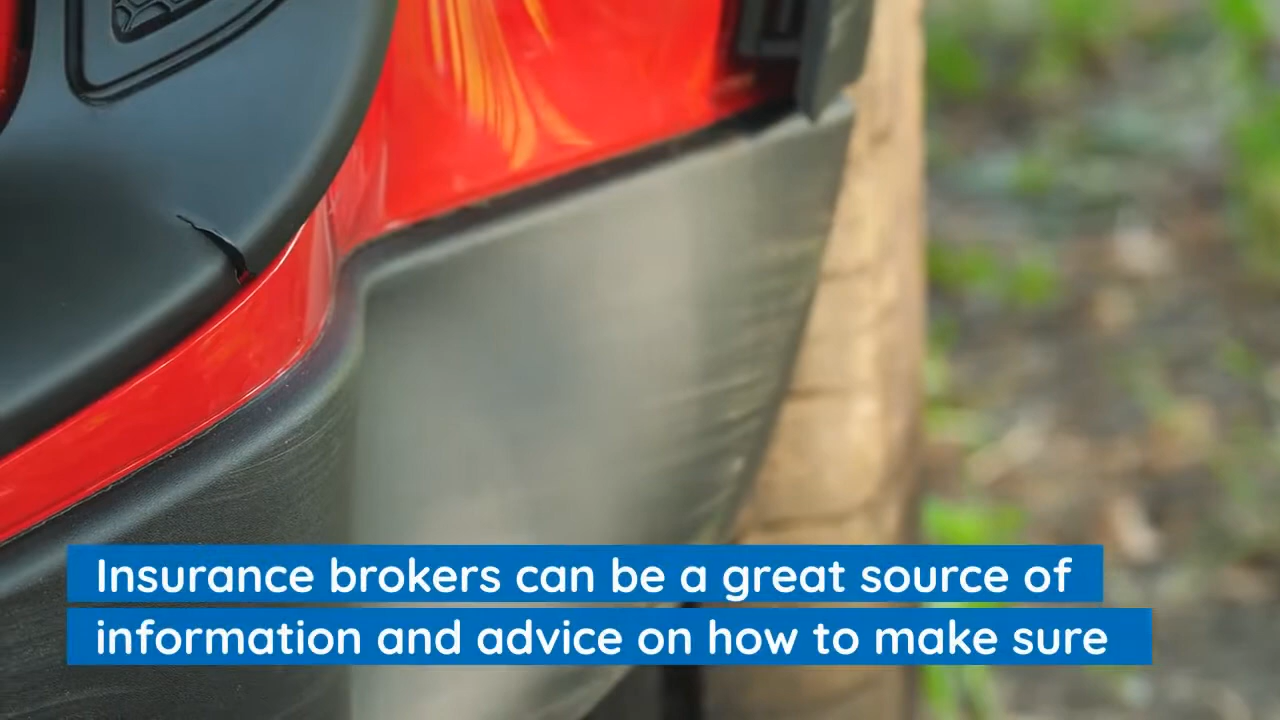 Insurance brokers can be a great source of
information and advice on how to make sure